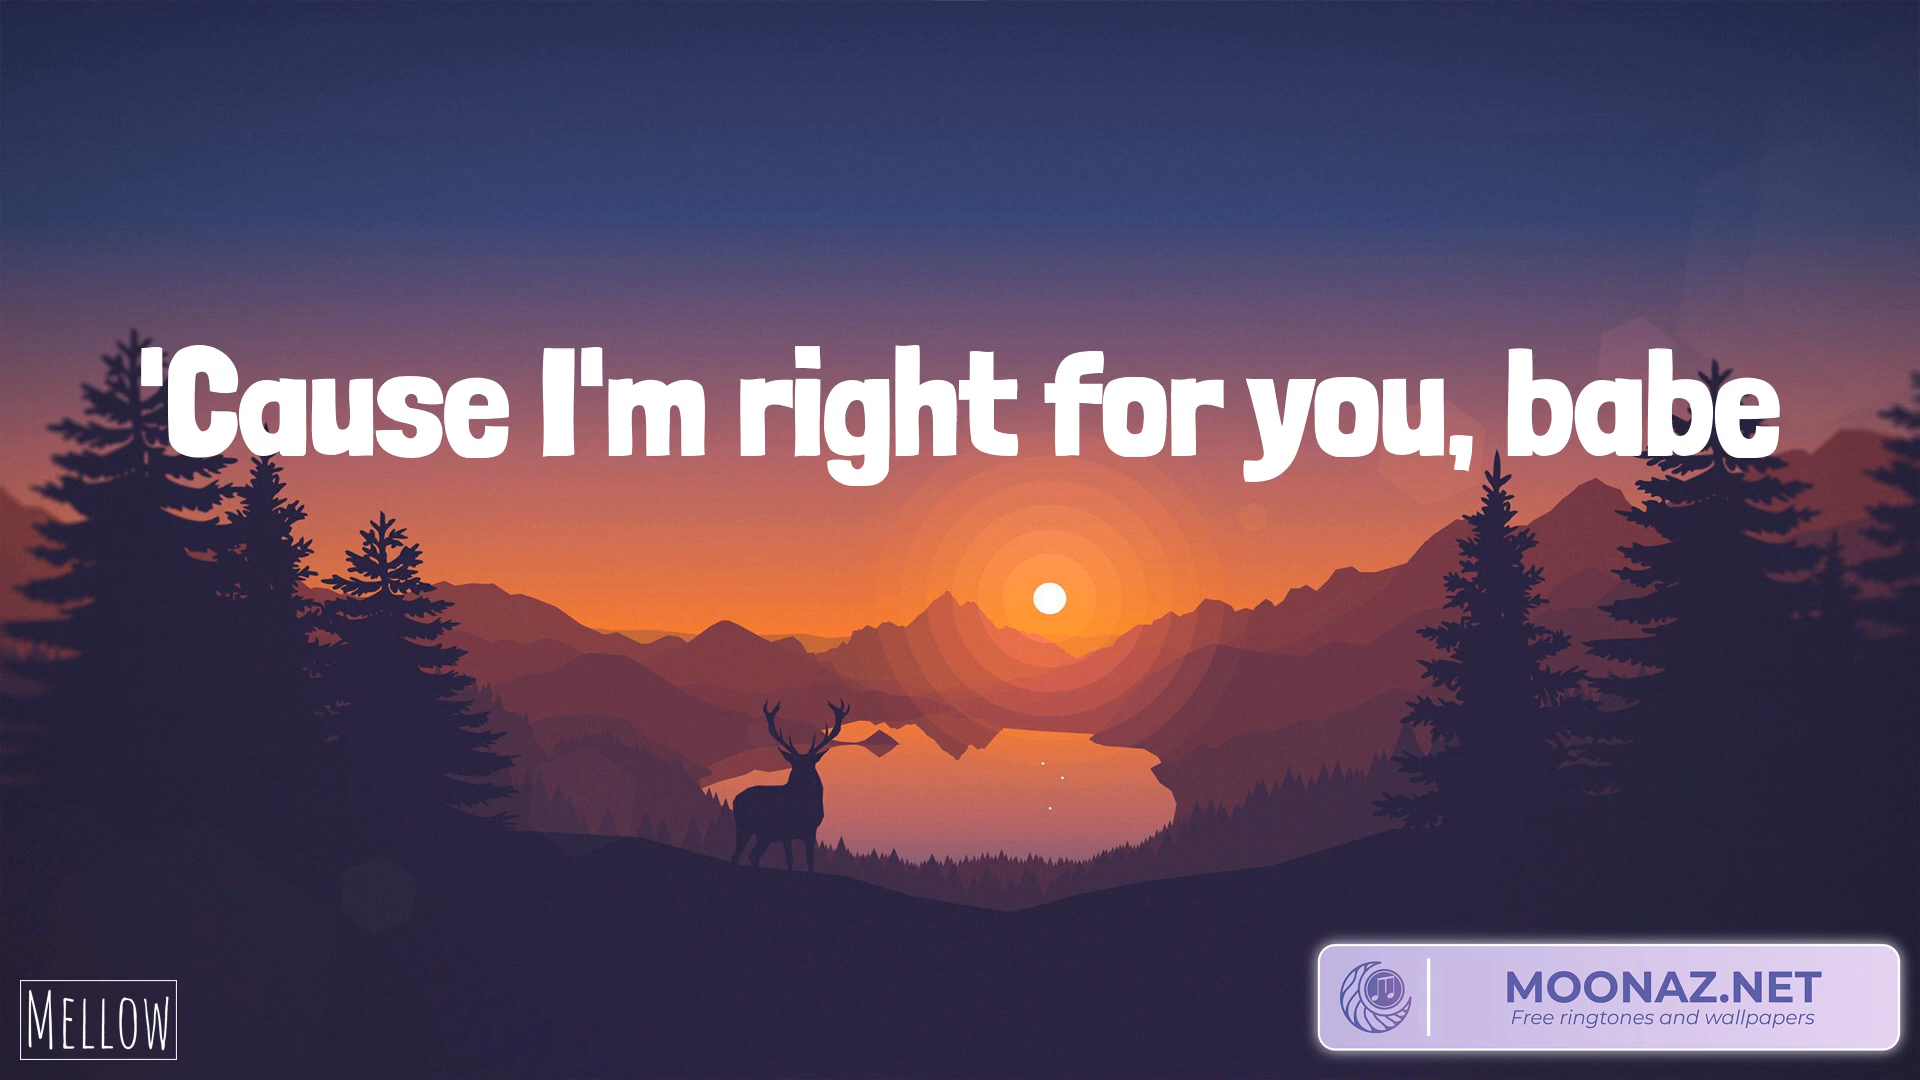 'Cause I'm right for you, babe
MELLOW
MOONAZ.NET
Free ringtones and wallpapers